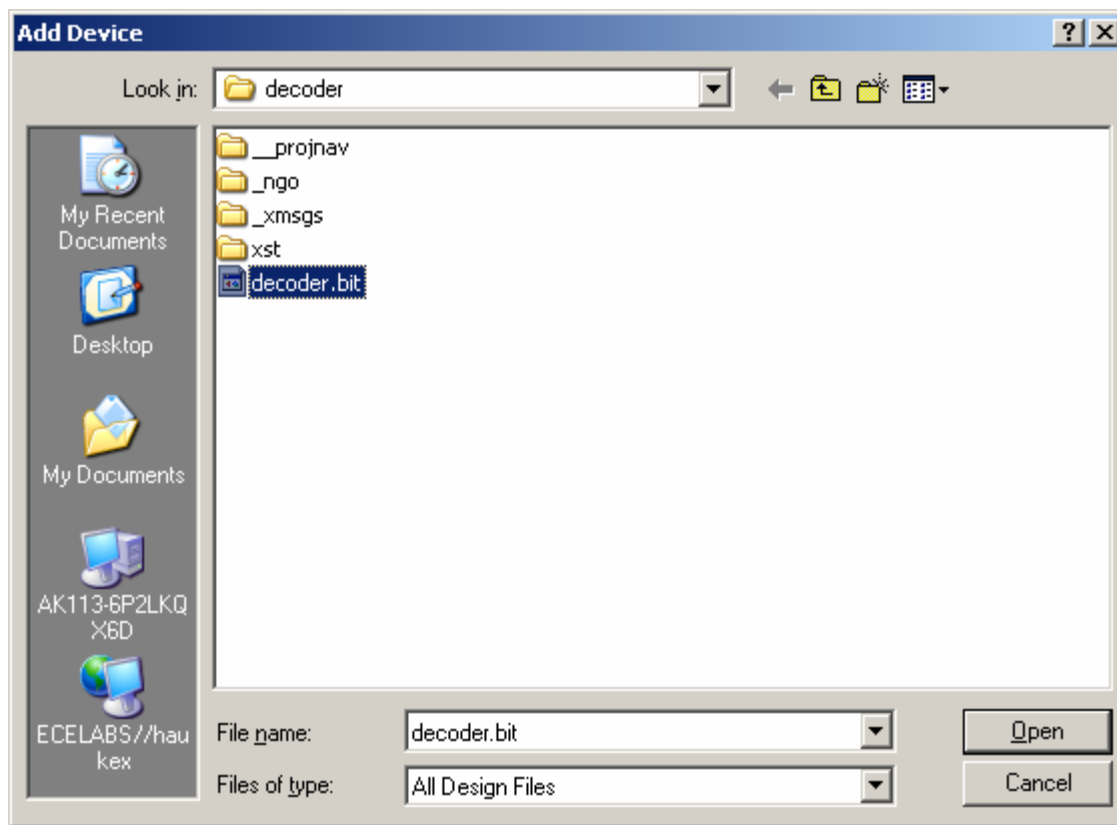 Add Device
Look in:
decoder
__projnav
_ngo
_xmsgs
xst
decoder.bit
My Recent
Documents
Desktop
My Documents
AK113-6P2LKQ
X6D
ECELABS//hau
kex
File name:
decoder.bit
Open
Files of type:
All Design Files
Cancel